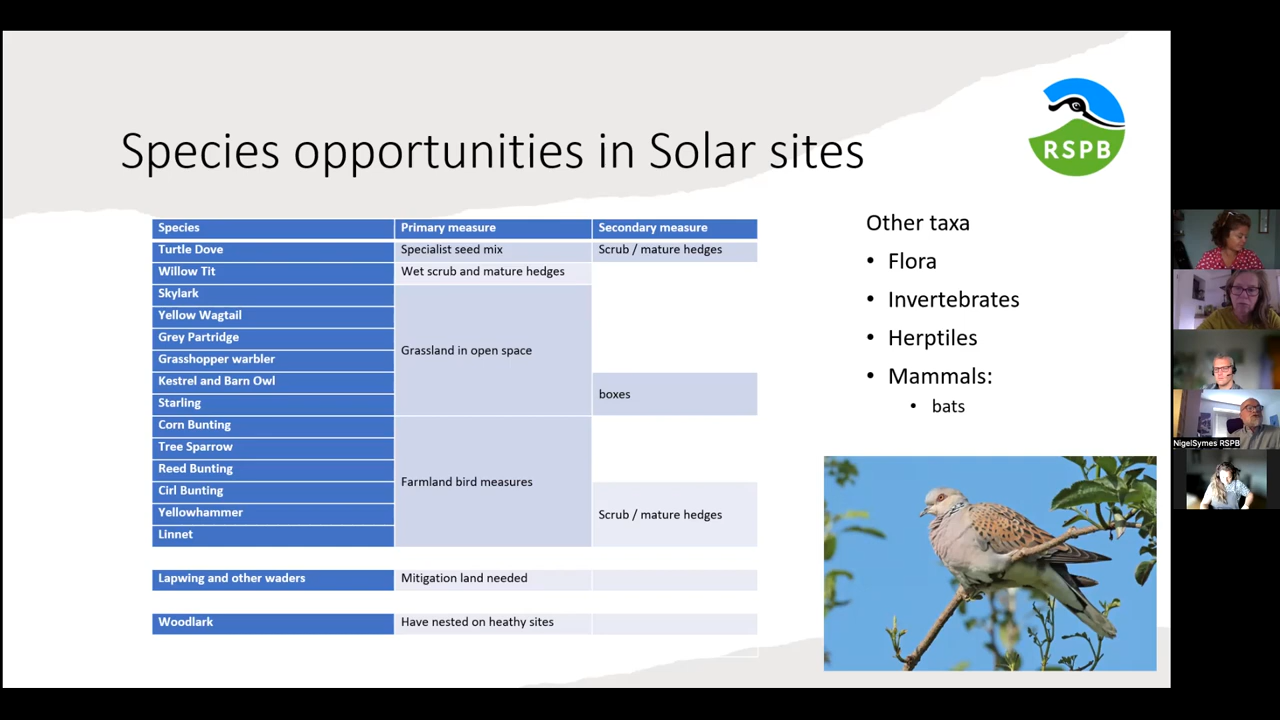 Species opportunities in Solar sites
RSPB
Species Primary measure Secondary measure
Turtle Dove Specialist seed mix Scrub / mature hedges
Willow Tit Wet scrub and mature hedges
Skylark
Yellow Wagtail
Grey Partridge
Grassland in open space
Grasshopper warbler
Kestrel and Barn Owl
boxes
Starling
Corn Bunting
Tree Sparrow
Reed Bunting
Farmland bird measures
Cirl Bunting
Yellowhammer
Scrub / mature hedges
Linnet
Lapwing and other waders Mitigation land needed
Woodlark Have nested on heathy sites
Other taxa
• Flora
• Invertebrates
• Herptiles
• Mammals:
• bats
NigelSymes RSPB